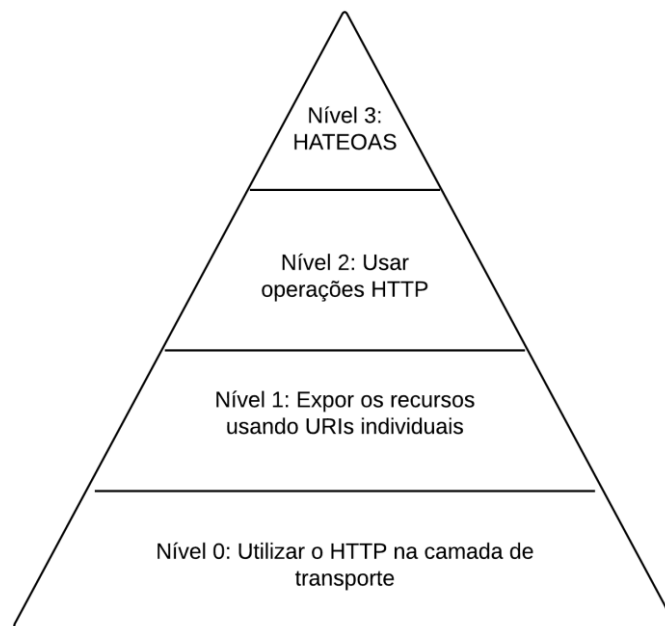 Nível 3:
HATEOAS
Nível 2: Usar
operações HTTP
Nível 1: Expor os recursos
usando URIs individuais
Nível 0: Utilizar o HTTP na camada de
transporte